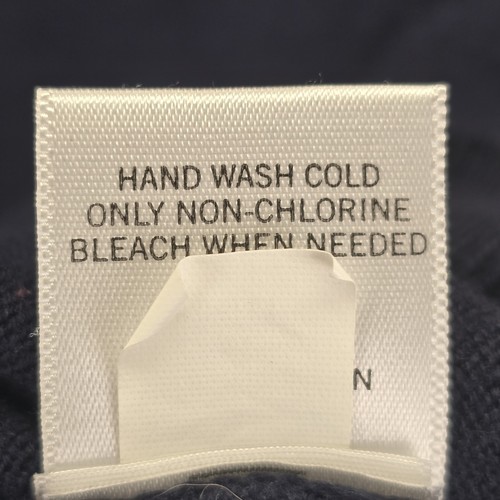 HAND WASH COLD
ONLY NON-CHLORINE
BLEACH WHEN NEEDED
N